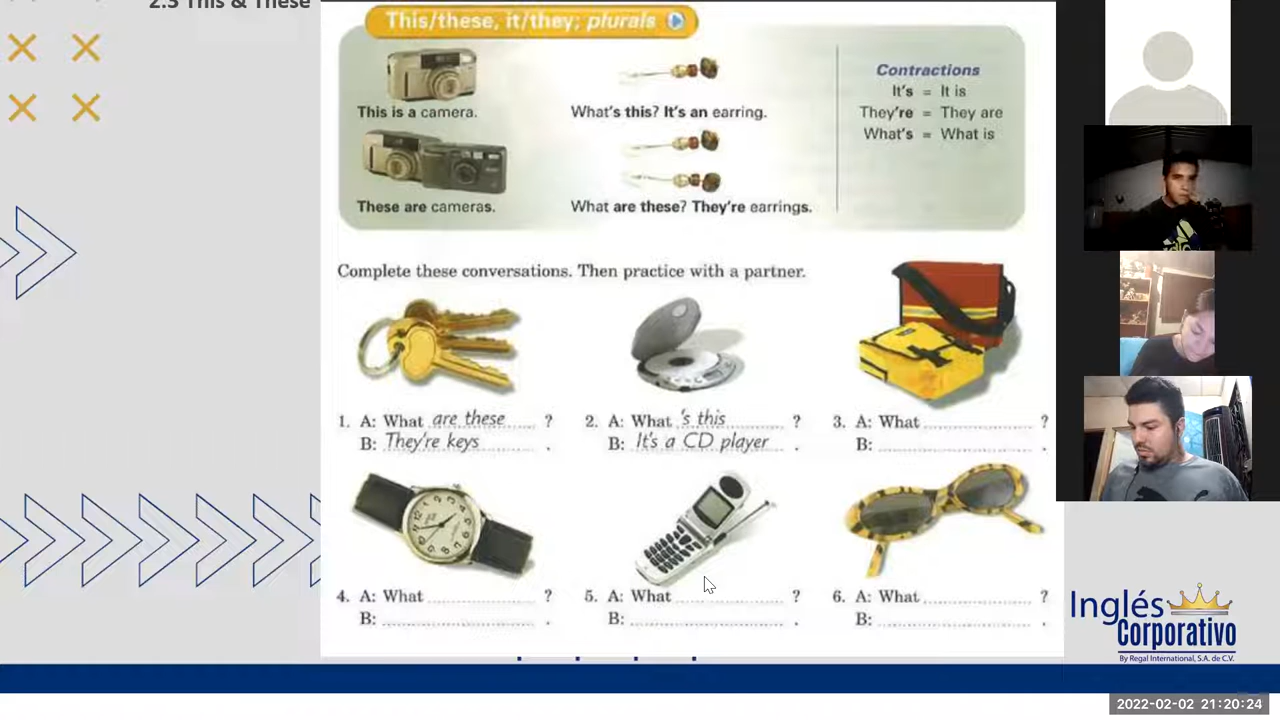 2.3 This & These
This/these, it/they; plurals
This is a camera.
What's this? It's an earring.
These are cameras.
What are these? They're earrings.
Contractions
It's = It is
They're = They are
What's = What is
Complete these conversations. Then practice with a partner.
1. A: What are these ?
B: They're keys .
2. A: What 's this ?
B: It's a CD player .
3. A: What ?
B: .
4. A: What ?
B: .
5. A: What ?
B: .
6. A: What ?
B: .
Inglés
Corporativo
By Regal International, S.A. de C.V.
2022-02-02 21:20:24